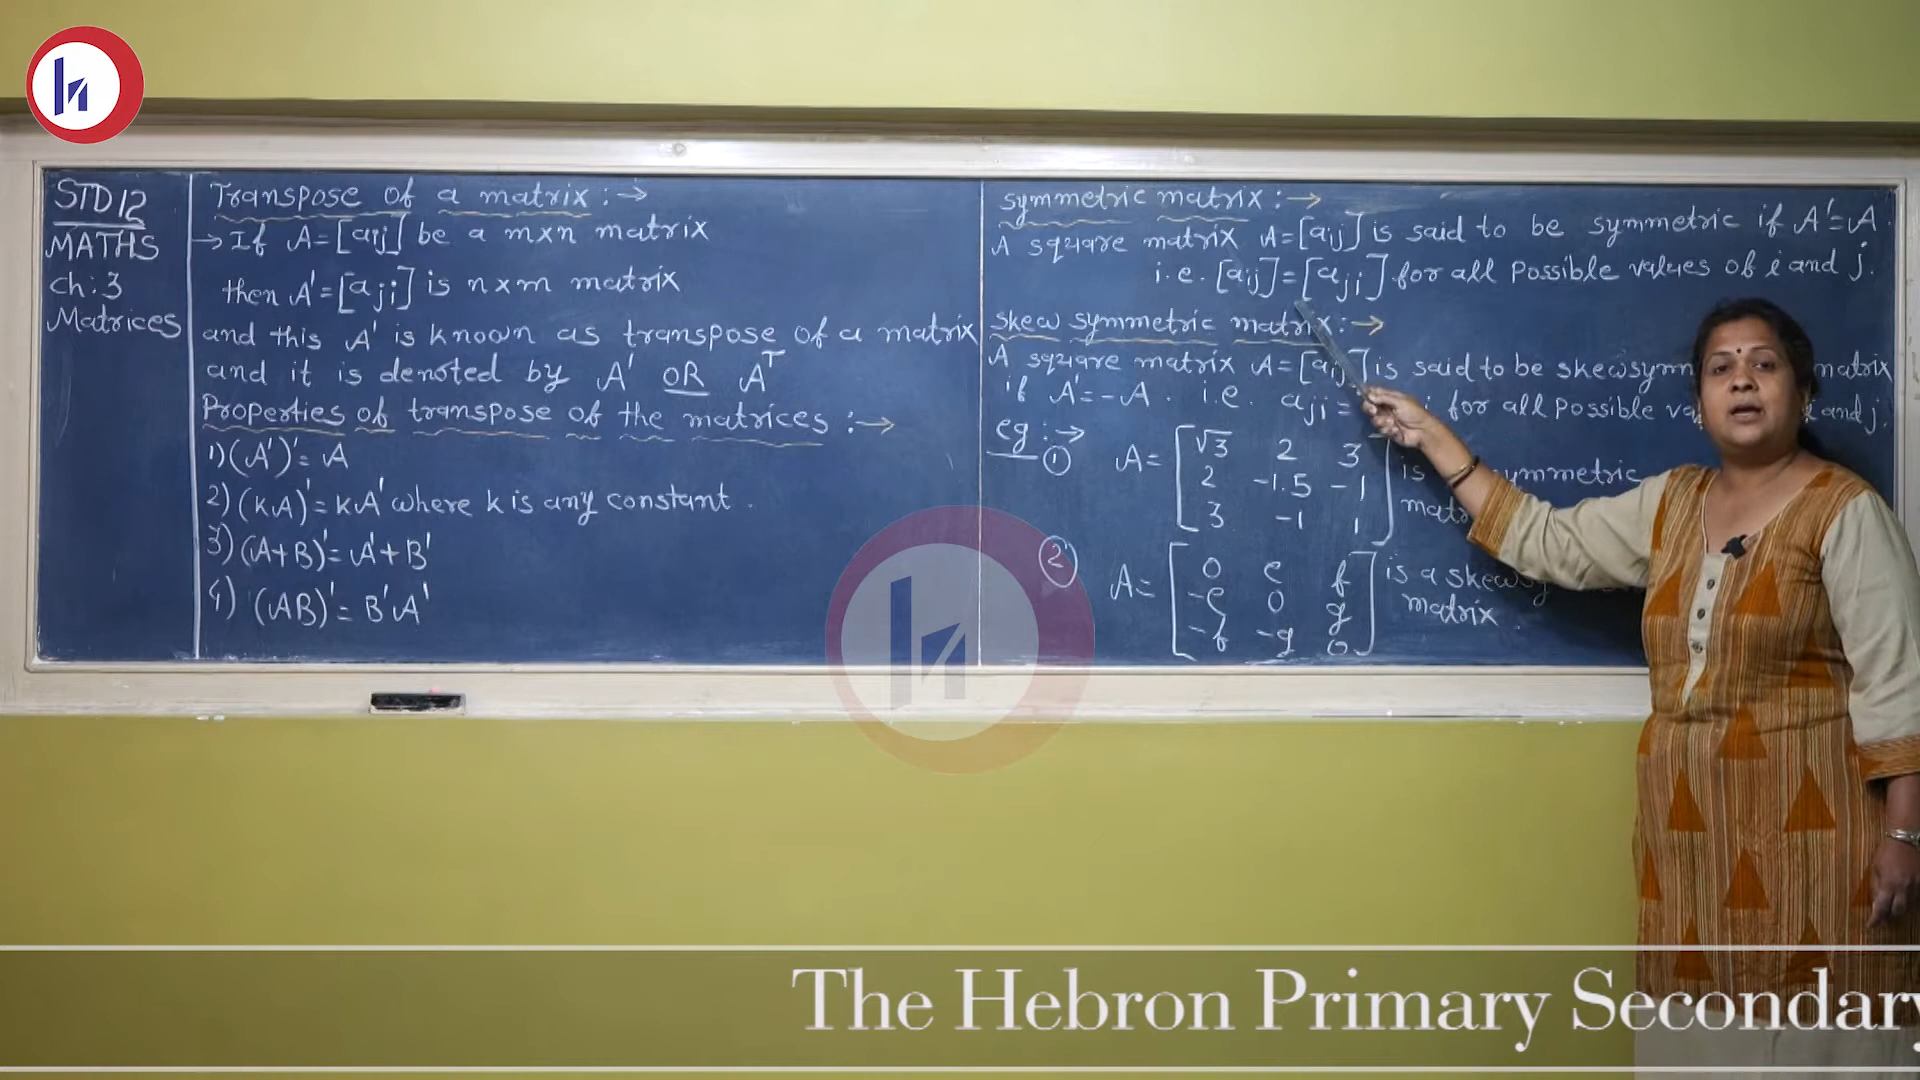 STD 12
MATHS
ch:3
Matrices
Transpose of a matrix :→
→ If A=[aij] be a m×n matrix
then A'=[aji] is n×m matrix
and this A' is known as transpose of a matrix
and it is denoted by A' OR Aᵀ
Properties of transpose of the matrices :→
1) (A')'= A
2) (KA)'= KA' where k is any constant .
3) (A+B)'= A'+B'
4) (AB)'= B'A'
symmetric matrix :→
A square matrix A=[aij] is said to be symmetric if A'=A .
i.e. [aij]=[aji] for all possible values of i and j.
skew symmetric matrix :→
A square matrix A=[aij] is said to be skewsymm matrix
if A'=-A . i.e. aji = for all possible va and j.
eg :→
① A= [√3 2 3
2 -1.5 -1
3 -1 1] is symmetric
matr
② A= [0 e f
-e 0 g
-f -g 0] is a skews
matrix .
The Hebron Primary Secondary